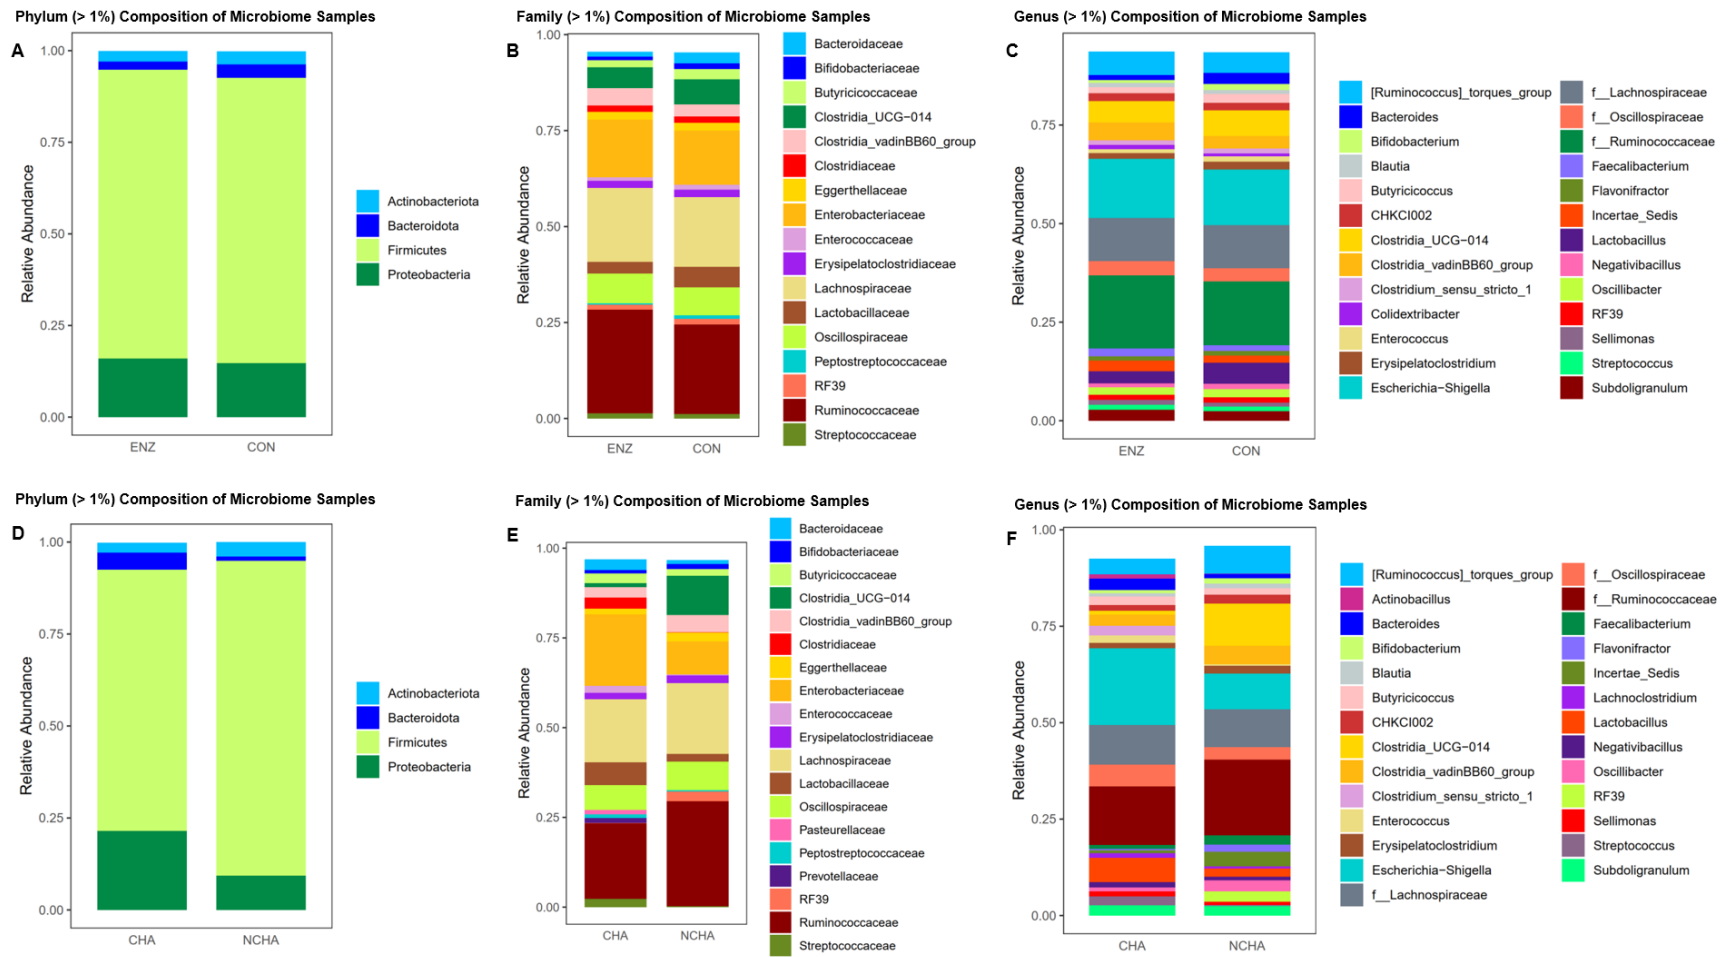 Phylum (> 1%) Composition of Microbiome Samples
A
Relative Abundance
1.00
0.75
0.50
0.25
0.00
ENZ
CON
Actinobacteriota
Bacteroidota
Firmicutes
Proteobacteria
Family (> 1%) Composition of Microbiome Samples
B
Relative Abundance
1.00
0.75
0.50
0.25
0.00
ENZ
CON
Bacteroidaceae
Bifidobacteriaceae
Butyricicoccaceae
Clostridia_UCG-014
Clostridia_vadinBB60_group
Clostridiaceae
Eggerthellaceae
Enterobacteriaceae
Enterococcaceae
Erysipelatoclostridiaceae
Lachnospiraceae
Lactobacillaceae
Oscillospiraceae
Peptostreptococcaceae
RF39
Ruminococcaceae
Streptococcaceae
Genus (> 1%) Composition of Microbiome Samples
C
Relative Abundance
0.75
0.50
0.25
0.00
ENZ
CON
[Ruminococcus]_torques_group
Bacteroides
Bifidobacterium
Blautia
Butyricicoccus
CHKCI002
Clostridia_UCG-014
Clostridia_vadinBB60_group
Clostridium_sensu_stricto_1
Colidextribacter
Enterococcus
Erysipelatoclostridium
Escherichia-Shigella
f__Lachnospiraceae
f__Oscillospiraceae
f__Ruminococcaceae
Faecalibacterium
Flavonifractor
Incertae_Sedis
Lactobacillus
Negativibacillus
Oscillibacter
RF39
Sellimonas
Streptococcus
Subdoligranulum
Phylum (> 1%) Composition of Microbiome Samples
D
Relative Abundance
1.00
0.75
0.50
0.25
0.00
CHA
NCHA
Actinobacteriota
Bacteroidota
Firmicutes
Proteobacteria
Family (> 1%) Composition of Microbiome Samples
E
Relative Abundance
1.00
0.75
0.50
0.25
0.00
CHA
NCHA
Bacteroidaceae
Bifidobacteriaceae
Butyricicoccaceae
Clostridia_UCG-014
Clostridia_vadinBB60_group
Clostridiaceae
Eggerthellaceae
Enterobacteriaceae
Enterococcaceae
Erysipelatoclostridiaceae
Lachnospiraceae
Lactobacillaceae
Oscillospiraceae
Pasteurellaceae
Peptostreptococcaceae
Prevotellaceae
RF39
Ruminococcaceae
Streptococcaceae
Genus (> 1%) Composition of Microbiome Samples
F
Relative Abundance
1.00
0.75
0.50
0.25
0.00
CHA
NCHA
[Ruminococcus]_torques_group
Actinobacillus
Bacteroides
Bifidobacterium
Blautia
Butyricicoccus
CHKCI002
Clostridia_UCG-014
Clostridia_vadinBB60_group
Clostridium_sensu_stricto_1
Enterococcus
Erysipelatoclostridium
Escherichia-Shigella
f__Lachnospiraceae
f__Oscillospiraceae
f__Ruminococcaceae
Faecalibacterium
Flavonifractor
Incertae_Sedis
Lachnoclostridium
Lactobacillus
Negativibacillus
Oscillibacter
RF39
Sellimonas
Streptococcus
Subdoligranulum